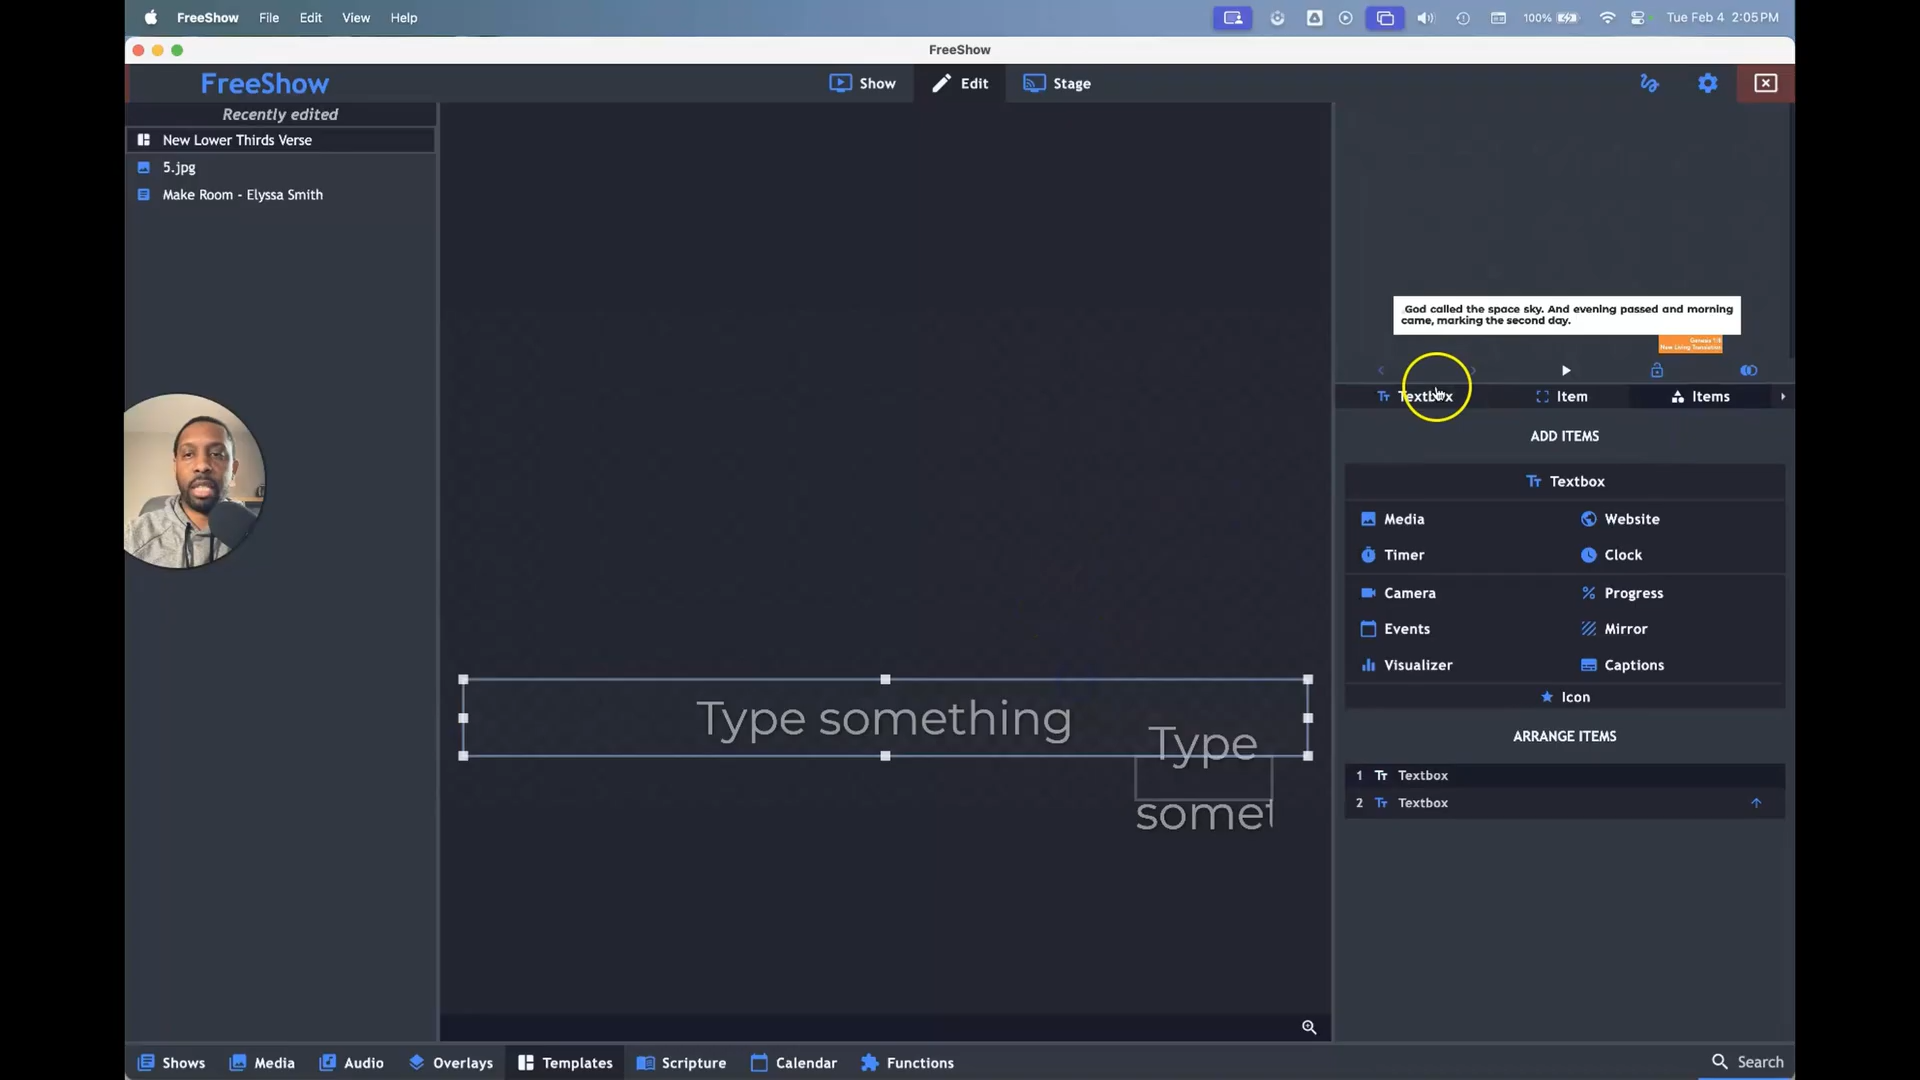 FreeShow File Edit View Help
100% Tue Feb 4 2:05 PM
FreeShow
FreeShow
Show Edit Stage
Recently edited
New Lower Thirds Verse
5.jpg
Make Room - Elyssa Smith
God called the space sky. And evening passed and morning
came, marking the second day.
New Living Translation
Textbox Item Items
ADD ITEMS
Textbox
Media Website
Timer Clock
Camera Progress
Events Mirror
Visualizer Captions
Icon
ARRANGE ITEMS
1 Textbox
2 Textbox
Type something
Type
somet
Shows Media Audio Overlays Templates Scripture Calendar Functions Search